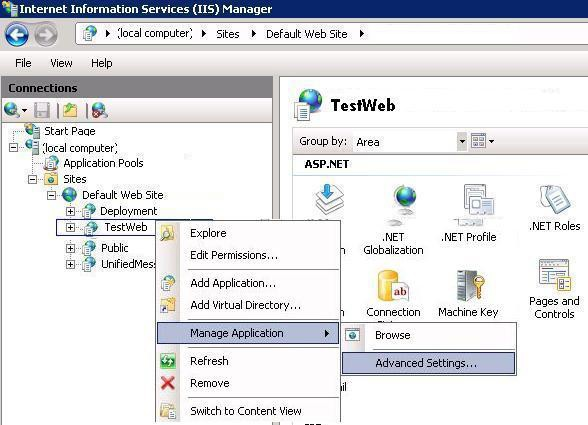 Internet Information Services (IIS) Manager
(local computer) Sites Default Web Site
File View Help
Connections
Start Page
(local computer)
Application Pools
Sites
Default Web Site
Deployment
TestWeb
Public
UnifiedMess
Explore
Edit Permissions...
Add Application...
Add Virtual Directory...
Manage Application
Refresh
Remove
Switch to Content View
Browse
Advanced Settings...
TestWeb
Group by: Area
ASP.NET
.NET
Globalization
.NET Profile
.NET Roles
Connection
Machine Key
Pages and
Controls
ab